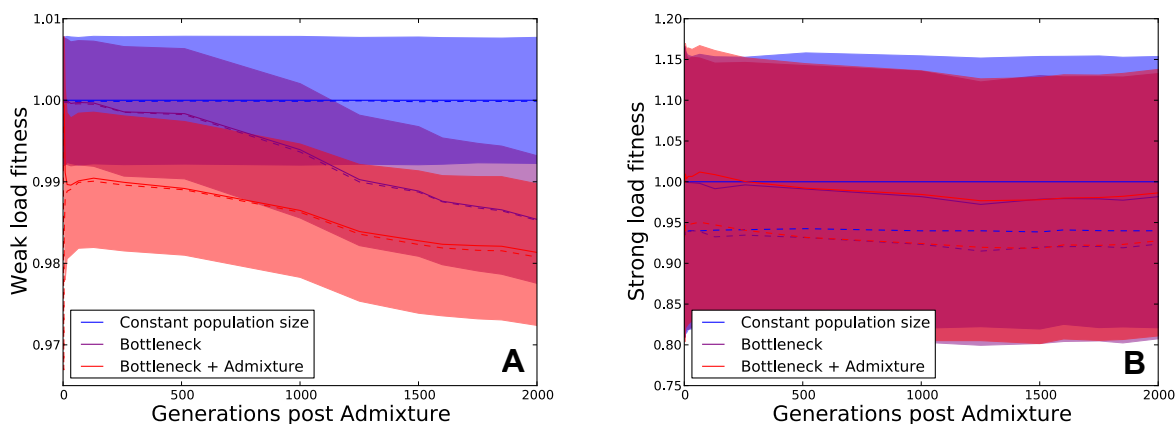 1.01
1.00
0.99
0.98
0.97
Weak load fitness
0
500
1000
1500
2000
Generations post Admixture
Constant population size
Bottleneck
Bottleneck + Admixture
A
1.20
1.15
1.10
1.05
1.00
0.95
0.90
0.85
0.80
0.75
Strong load fitness
0
500
1000
1500
2000
Generations post Admixture
Constant population size
Bottleneck
Bottleneck + Admixture
B